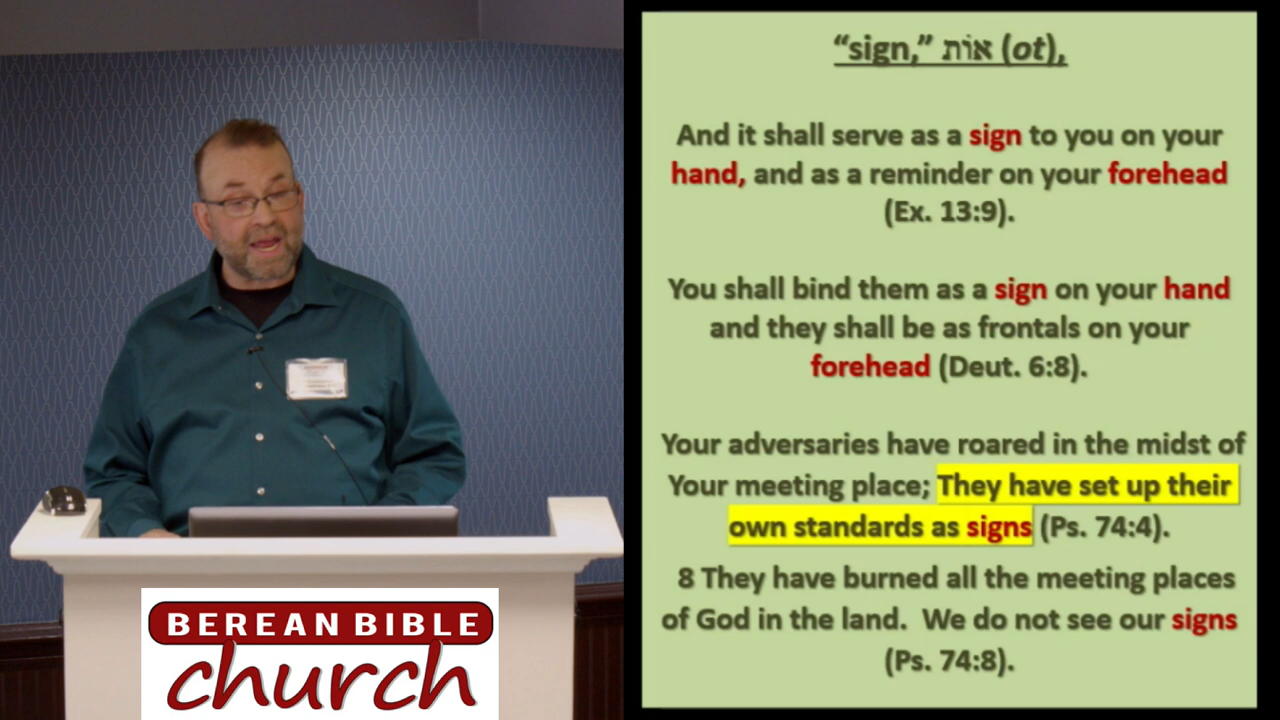 "sign," אוֹת (ot),
And it shall serve as a sign to you on your
hand, and as a reminder on your forehead
(Ex. 13:9).
You shall bind them as a sign on your hand
and they shall be as frontals on your
forehead (Deut. 6:8).
Your adversaries have roared in the midst of
Your meeting place; They have set up their
own standards as signs (Ps. 74:4).
8 They have burned all the meeting places
of God in the land. We do not see our signs
(Ps. 74:8).
BEREAN BIBLE
church